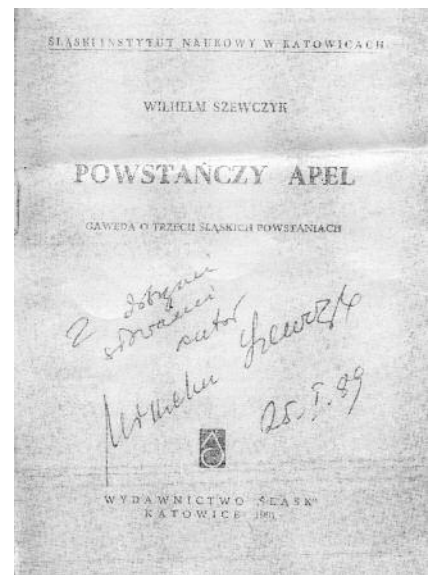 ŚLĄSKI INSTYTUT NAUKOWY W KATOWICACH
WILHELM SZEWCZYK
POWSTAŃCZY APEL
GAWĘDA O TRZECH ŚLĄSKICH POWSTANIACH
Z dobrymi
słowami
autor
Wilhelm Szewczyk
25. I. 89
WYDAWNICTWO „ŚLĄSK"
KATOWICE